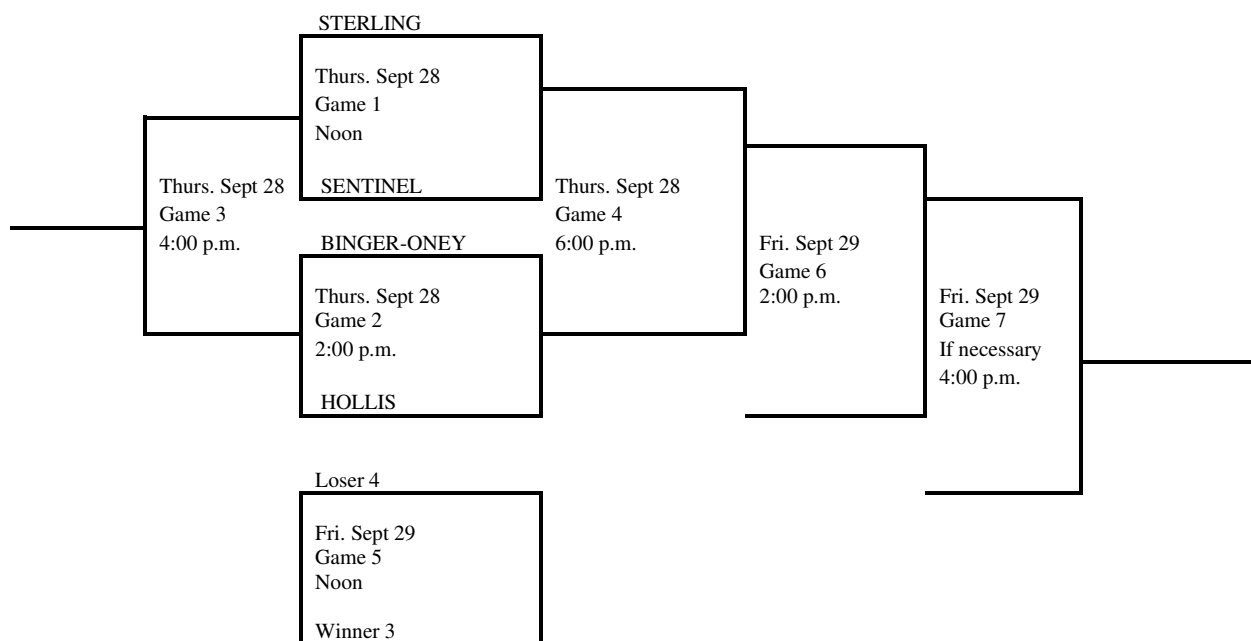 STERLING
Thurs. Sept 28
Game 1
Noon
SENTINEL
Thurs. Sept 28
Game 3
4:00 p.m.
BINGER-ONEY
Thurs. Sept 28
Game 2
2:00 p.m.
HOLLIS
Thurs. Sept 28
Game 4
6:00 p.m.
Fri. Sept 29
Game 6
2:00 p.m.
Fri. Sept 29
Game 7
If necessary
4:00 p.m.
Loser 4
Fri. Sept 29
Game 5
Noon
Winner 3